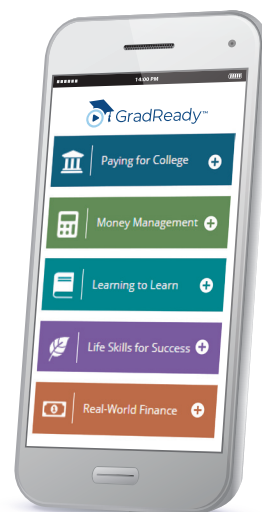 14:00 PM
iGradReady™
Paying for College
Money Management
Learning to Learn
Life Skills for Success
Real-World Finance